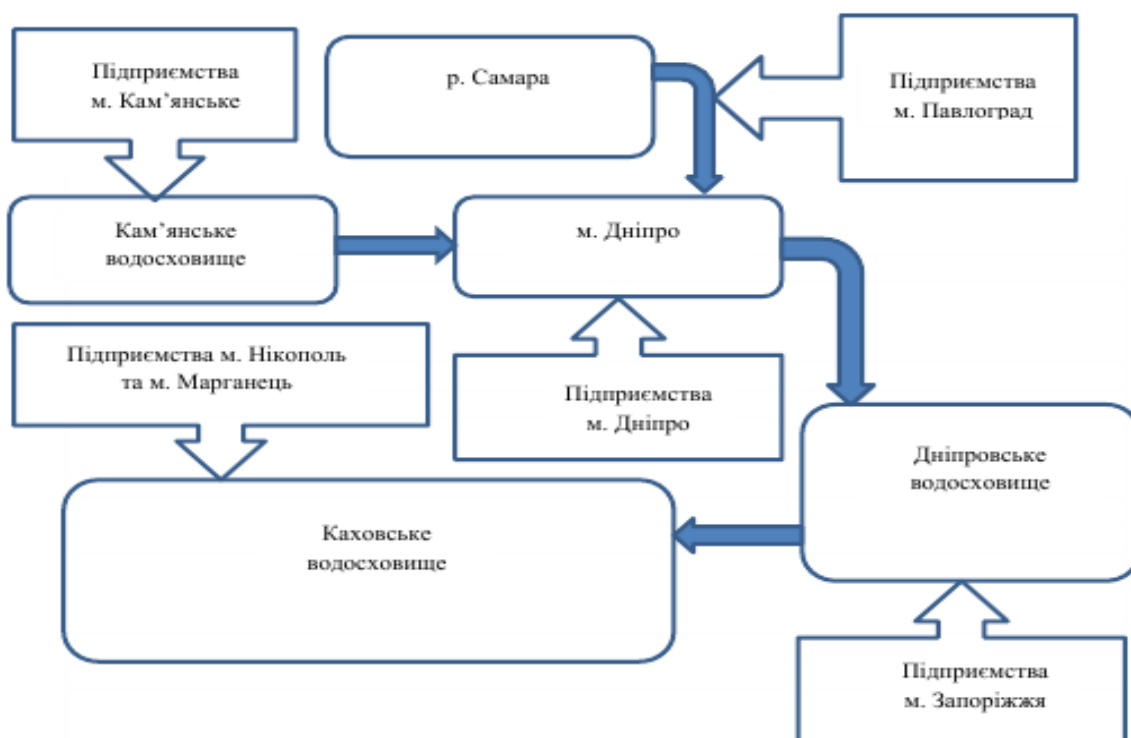 Підприємства
м. Кам’янське
р. Самара
Підприємства
м. Павлоград
Кам’янське
водосховище
м. Дніпро
Підприємства м. Нікополь
та м. Марганець
Підприємства
м. Дніпро
Дніпровське
водосховище
Каховське
водосховище
Підприємства
м. Запоріжжя